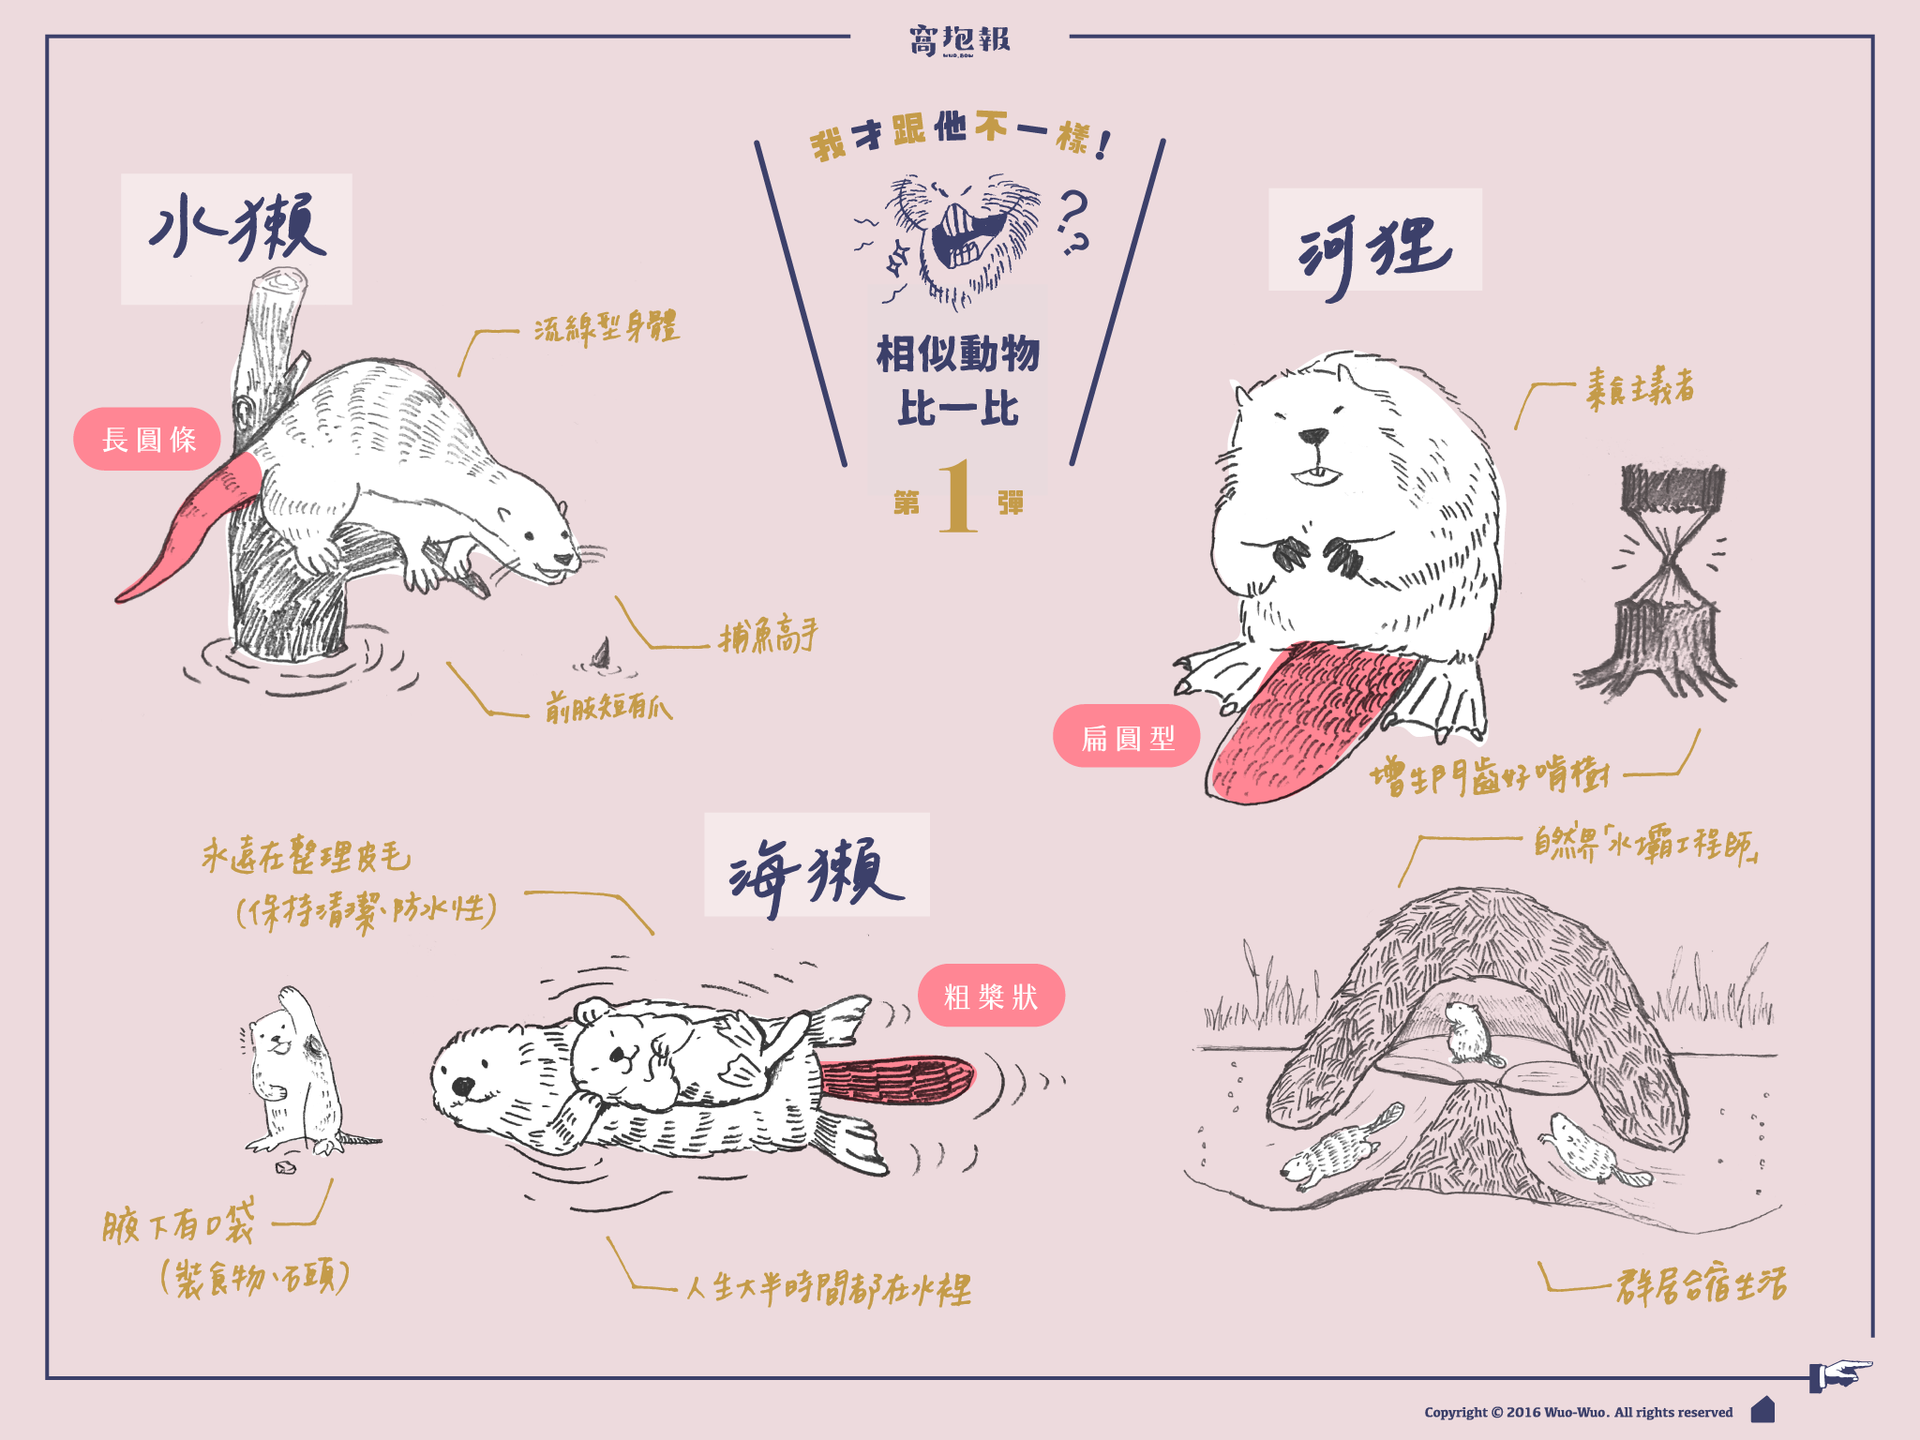 窩抱報
WUO.BOW
我才跟他不一樣!
??
?
相似動物
比一比
第1彈
水獺
流線型身體
長圓條
捕魚高手
前肢短有爪
河狸
素食主義者
扁圓型
增生門齒好啃樹
自然界「水壩工程師」
群居合宿生活
海獺
永遠在整理皮毛
(保持清潔、防水性)
粗槳狀
腋下有口袋
(裝食物、石頭)
人生大半時間都在水裡
Copyright © 2016 Wuo-Wuo. All rights reserved